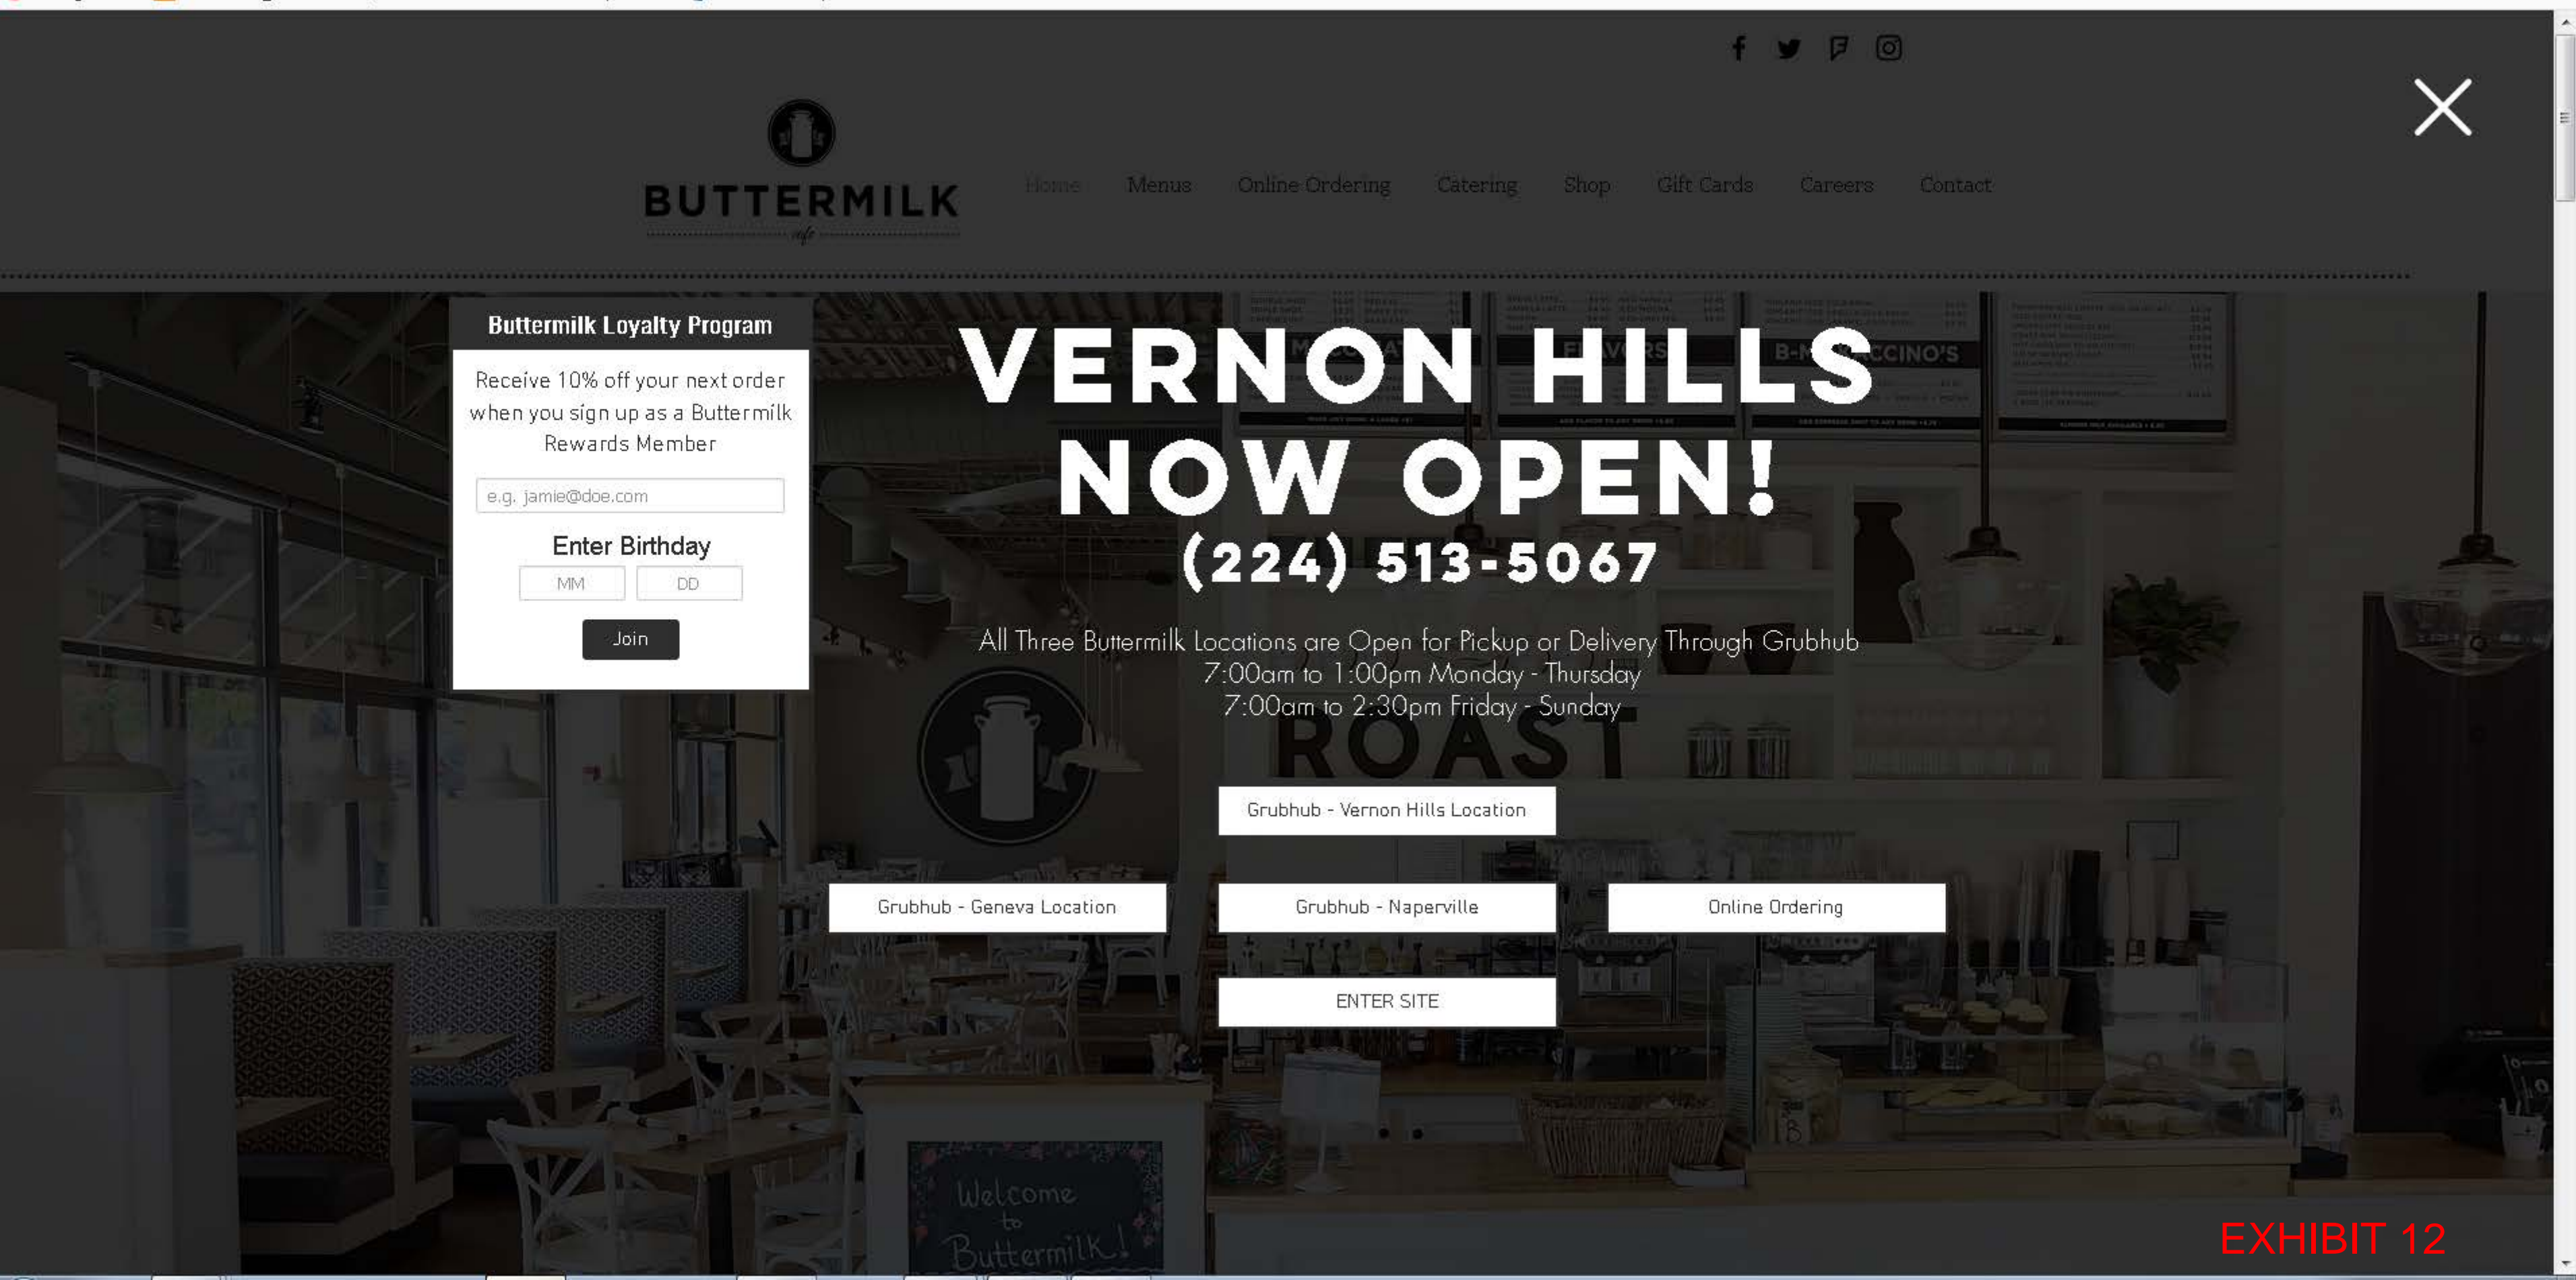 BUTTERMILK
cafe
Home Menus Online Ordering Catering Shop Gift Cards Careers Contact
Buttermilk Loyalty Program
Receive 10% off your next order
when you sign up as a Buttermilk
Rewards Member
e.g. jamie@doe.com
Enter Birthday
MM DD
Join
VERNON HILLS
NOW OPEN!
(224) 513-5067
All Three Buttermilk Locations are Open for Pickup or Delivery Through Grubhub
7:00am to 1:00pm Monday - Thursday
7:00am to 2:30pm Friday - Sunday
ROAST
Grubhub - Vernon Hills Location
Grubhub - Geneva Location
Grubhub - Naperville
Online Ordering
ENTER SITE
Welcome
to
Buttermilk!
EXHIBIT 12